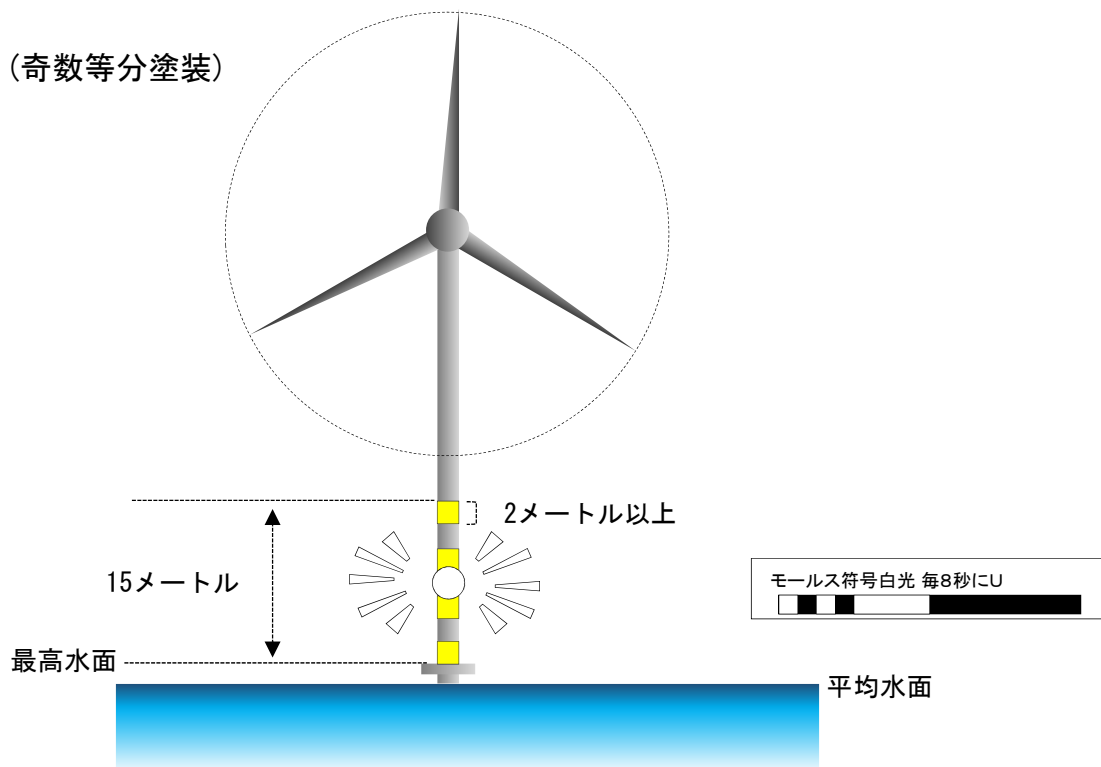 (奇数等分塗装)
2メートル以上
15メートル
モールス符号白光 毎8秒にU
最高水面
平均水面